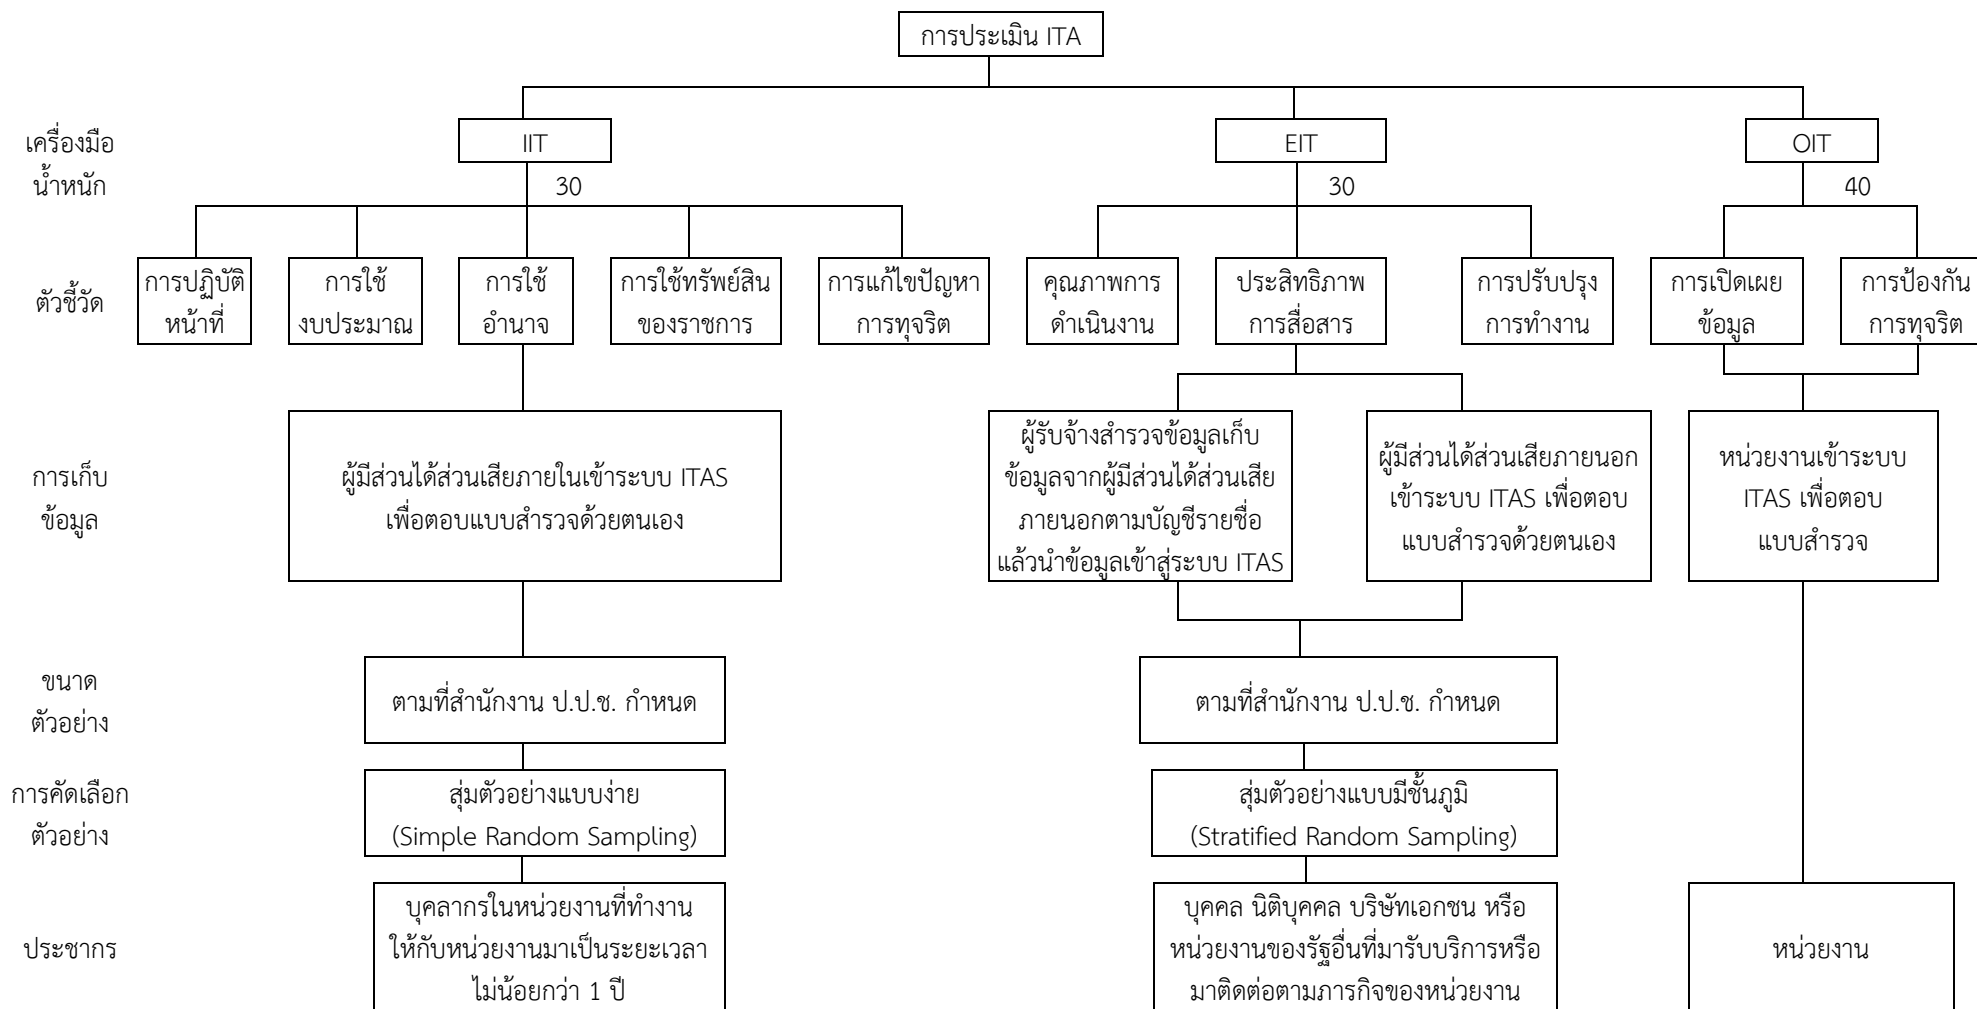 การประเมิน ITA
เครื่องมือ
น้ำหนัก
IIT
EIT
OIT
30
30
40
ตัวชี้วัด
การปฏิบัติ
หน้าที่
การใช้
งบประมาณ
การใช้
อำนาจ
การใช้ทรัพย์สิน
ของราชการ
การแก้ไขปัญหา
การทุจริต
คุณภาพการ
ดำเนินงาน
ประสิทธิภาพ
การสื่อสาร
การปรับปรุง
การทำงาน
การเปิดเผย
ข้อมูล
การป้องกัน
การทุจริต
การเก็บ
ข้อมูล
ผู้มีส่วนได้ส่วนเสียภายในเข้าระบบ ITAS
เพื่อตอบแบบสำรวจด้วยตนเอง
ผู้รับจ้างสำรวจข้อมูลเก็บ
ข้อมูลจากผู้มีส่วนได้ส่วนเสีย
ภายนอกตามบัญชีรายชื่อ
แล้วนำข้อมูลเข้าสู่ระบบ ITAS
ผู้มีส่วนได้ส่วนเสียภายนอก
เข้าระบบ ITAS เพื่อตอบ
แบบสำรวจด้วยตนเอง
หน่วยงานเข้าระบบ
ITAS เพื่อตอบ
แบบสำรวจ
ขนาด
ตัวอย่าง
ตามที่สำนักงาน ป.ป.ช. กำหนด
ตามที่สำนักงาน ป.ป.ช. กำหนด
การคัดเลือก
ตัวอย่าง
สุ่มตัวอย่างแบบง่าย
(Simple Random Sampling)
สุ่มตัวอย่างแบบมีชั้นภูมิ
(Stratified Random Sampling)
ประชากร
บุคลากรในหน่วยงานที่ทำงาน
ให้กับหน่วยงานมาเป็นระยะเวลา
ไม่น้อยกว่า 1 ปี
บุคคล นิติบุคคล บริษัทเอกชน หรือ
หน่วยงานของรัฐอื่นที่มารับบริการหรือ
มาติดต่อตามภารกิจของหน่วยงาน
หน่วยงาน